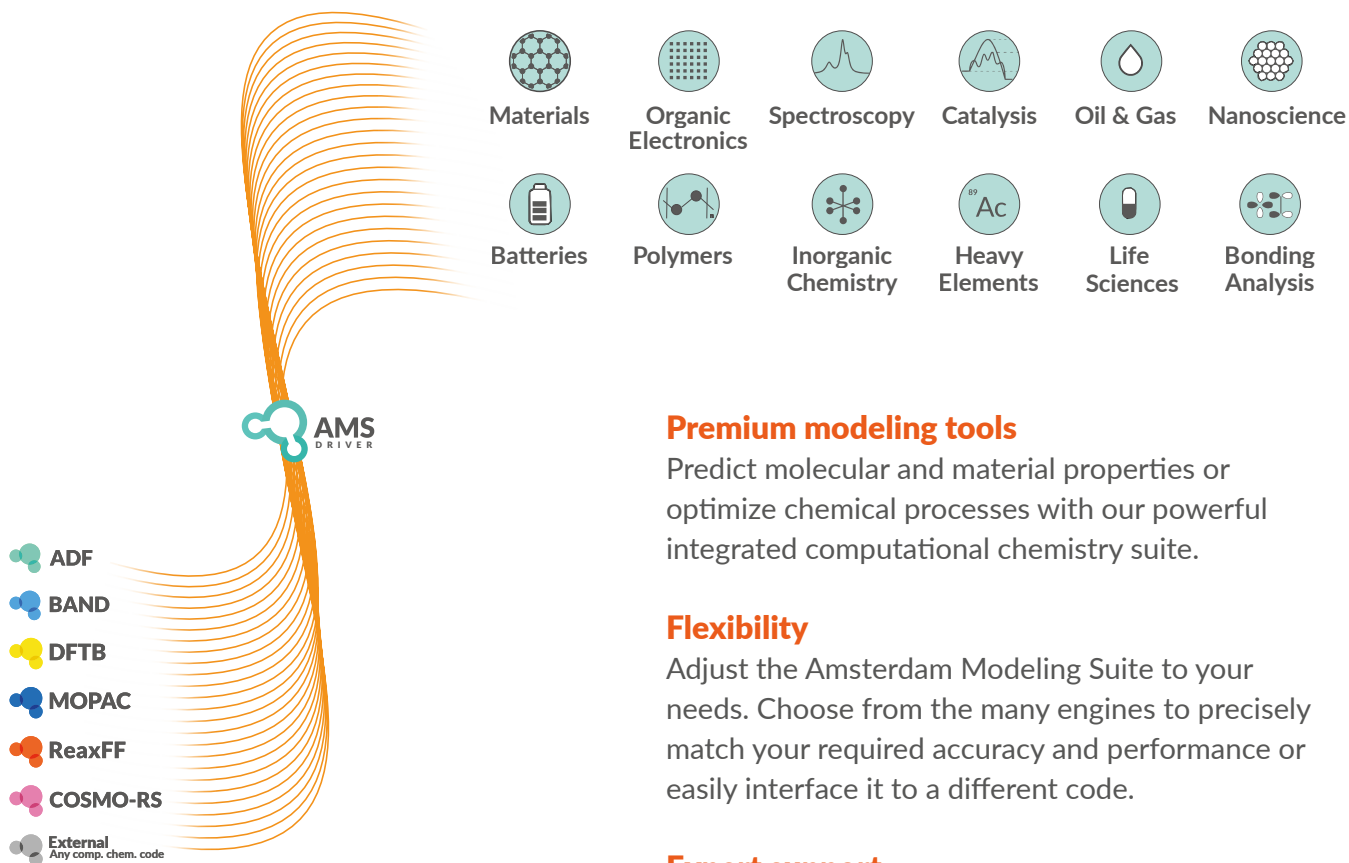 Materials
Organic
Electronics
Spectroscopy
Catalysis
Oil & Gas
Nanoscience
Batteries
Polymers
Inorganic
Chemistry
89
Ac
Heavy
Elements
Life
Sciences
Bonding
Analysis
AMS
DRIVER
ADF
BAND
DFTB
MOPAC
ReaxFF
COSMO-RS
External
Any comp. chem. code
Premium modeling tools
Predict molecular and material properties or
optimize chemical processes with our powerful
integrated computational chemistry suite.
Flexibility
Adjust the Amsterdam Modeling Suite to your
needs. Choose from the many engines to precisely
match your required accuracy and performance or
easily interface it to a different code.